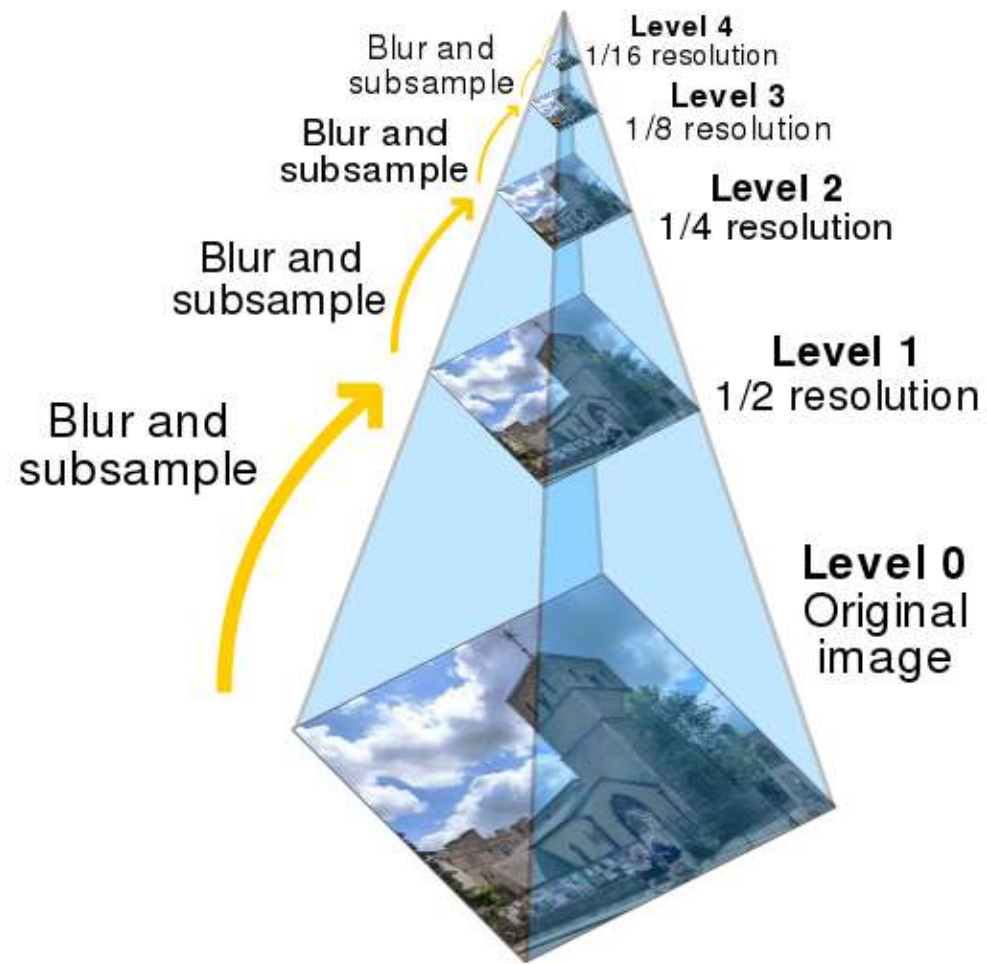 Level 4
1/16 resolution
Blur and
subsample
Level 3
1/8 resolution
Blur and
subsample
Level 2
1/4 resolution
Blur and
subsample
Level 1
1/2 resolution
Blur and
subsample
Level 0
Original
image